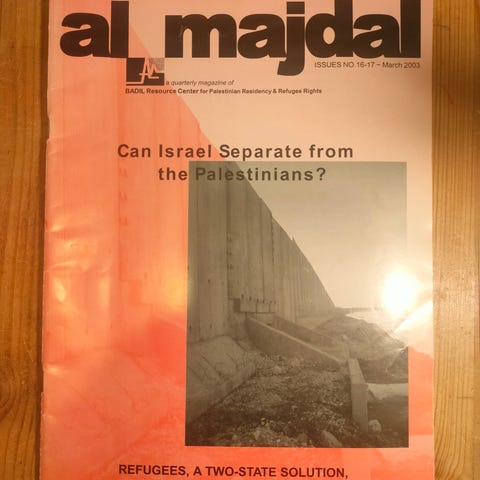 al majdal
ISSUES NO.16-17 ~ March 2003
a quarterly magazine of
BADIL Resource Center for Palestinian Residency & Refugee Rights
Can Israel Separate from
the Palestinians?
REFUGEES, A TWO-STATE SOLUTION,